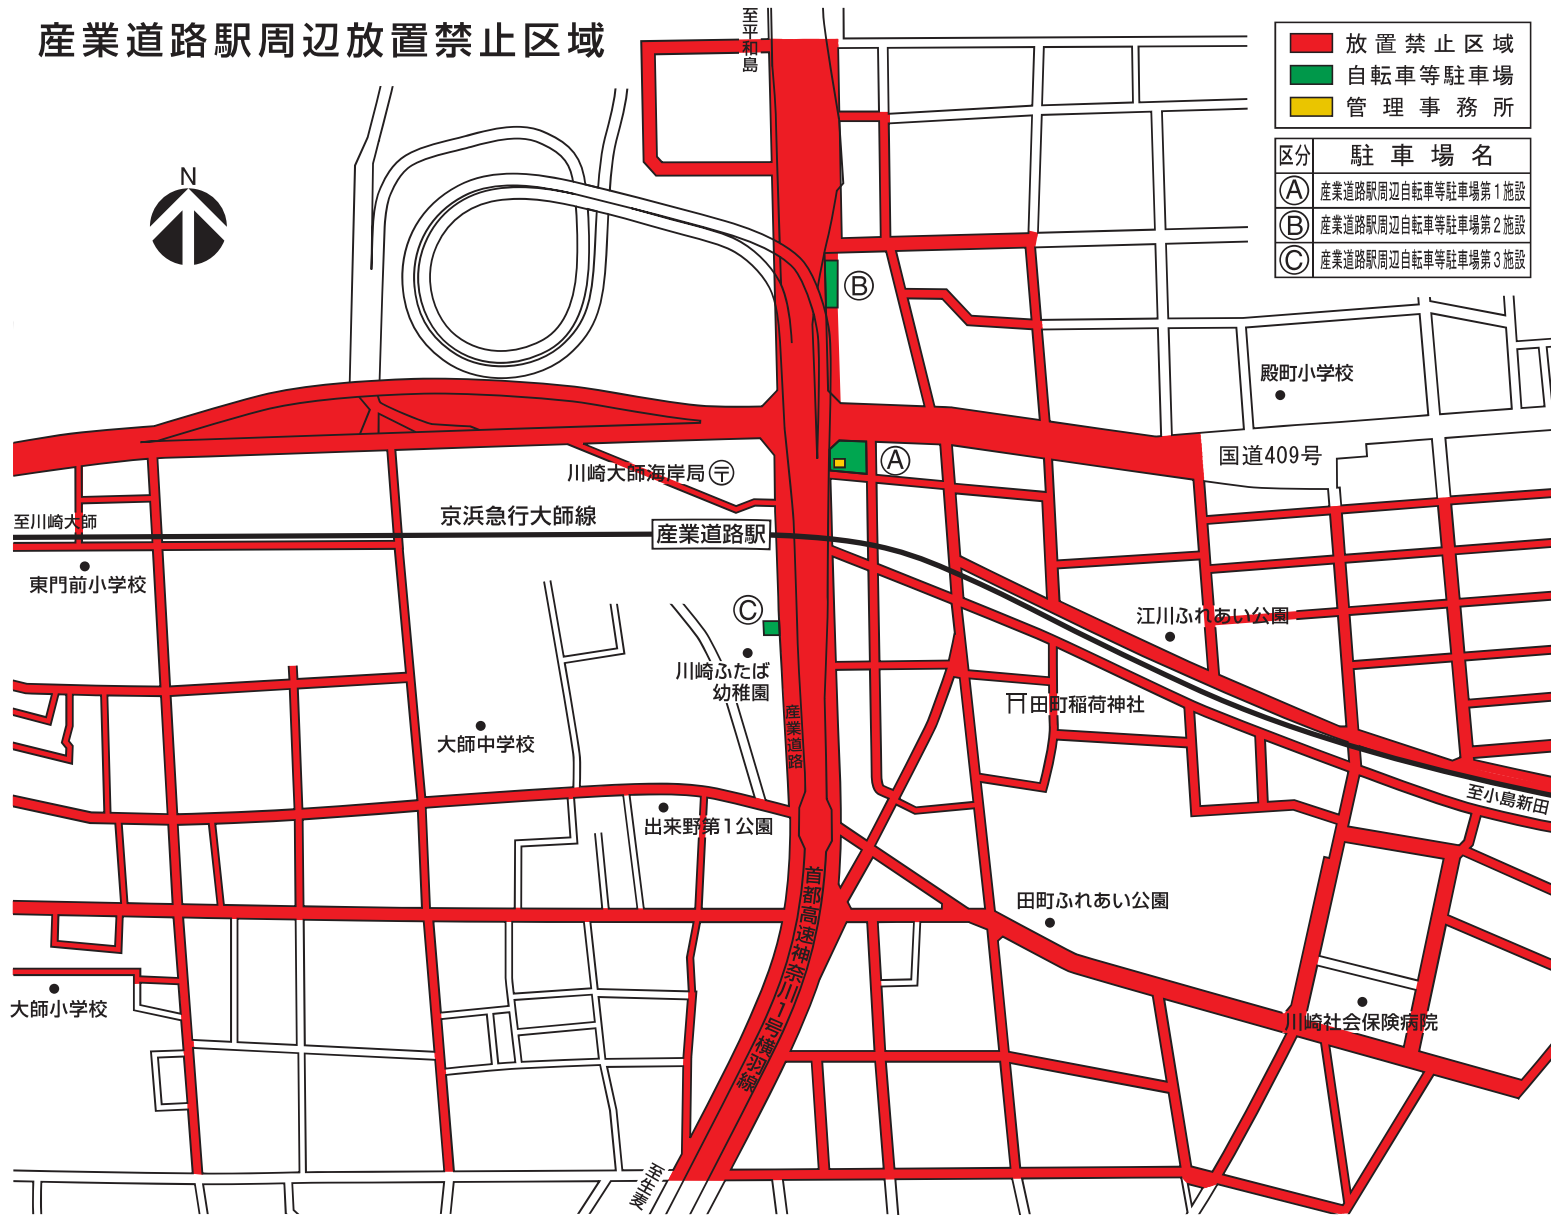 産業道路駅周辺放置禁止区域
至平和島
放置禁止区域
自転車等駐車場
管理事務所
区分 駐車場名
A 産業道路駅周辺自転車等駐車場第1施設
B 産業道路駅周辺自転車等駐車場第2施設
C 産業道路駅周辺自転車等駐車場第3施設
N
B
殿町小学校
国道409号
A
川崎大師海岸局〒
至川崎大師
京浜急行大師線
産業道路駅
東門前小学校
C
江川ふれあい公園
川崎ふたば
幼稚園
田町稲荷神社
産業道路
大師中学校
至小島新田
出来野第1公園
首都高速神奈川1号横羽線
田町ふれあい公園
大師小学校
川崎社会保険病院
至生麦